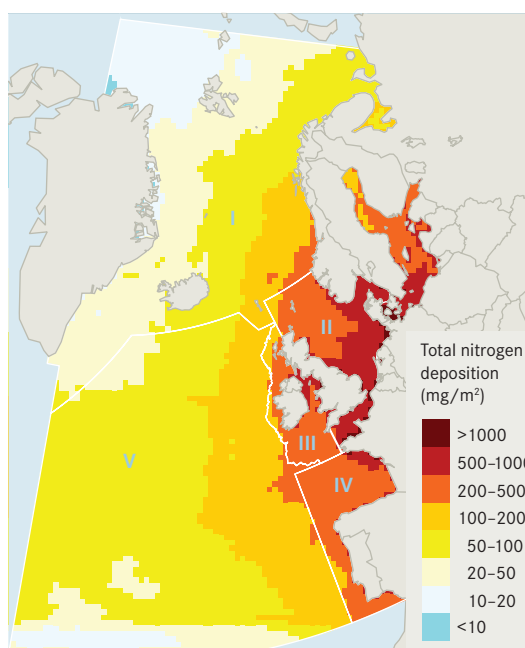 I
II
III
IV
V
Total nitrogen
deposition
(mg/m²)
>1000
500–1000
200–500
100–200
50–100
20–50
10–20
<10